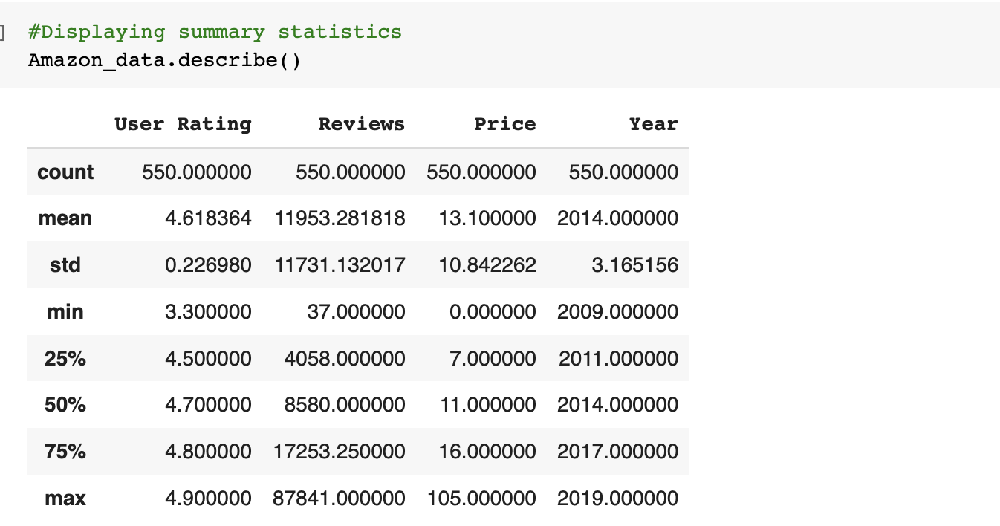 ] #Displaying summary statistics
Amazon_data.describe()
User Rating Reviews Price Year
count 550.000000 550.000000 550.000000 550.000000
mean 4.618364 11953.281818 13.100000 2014.000000
std 0.226980 11731.132017 10.842262 3.165156
min 3.300000 37.000000 0.000000 2009.000000
25% 4.500000 4058.000000 7.000000 2011.000000
50% 4.700000 8580.000000 11.000000 2014.000000
75% 4.800000 17253.250000 16.000000 2017.000000
max 4.900000 87841.000000 105.000000 2019.000000